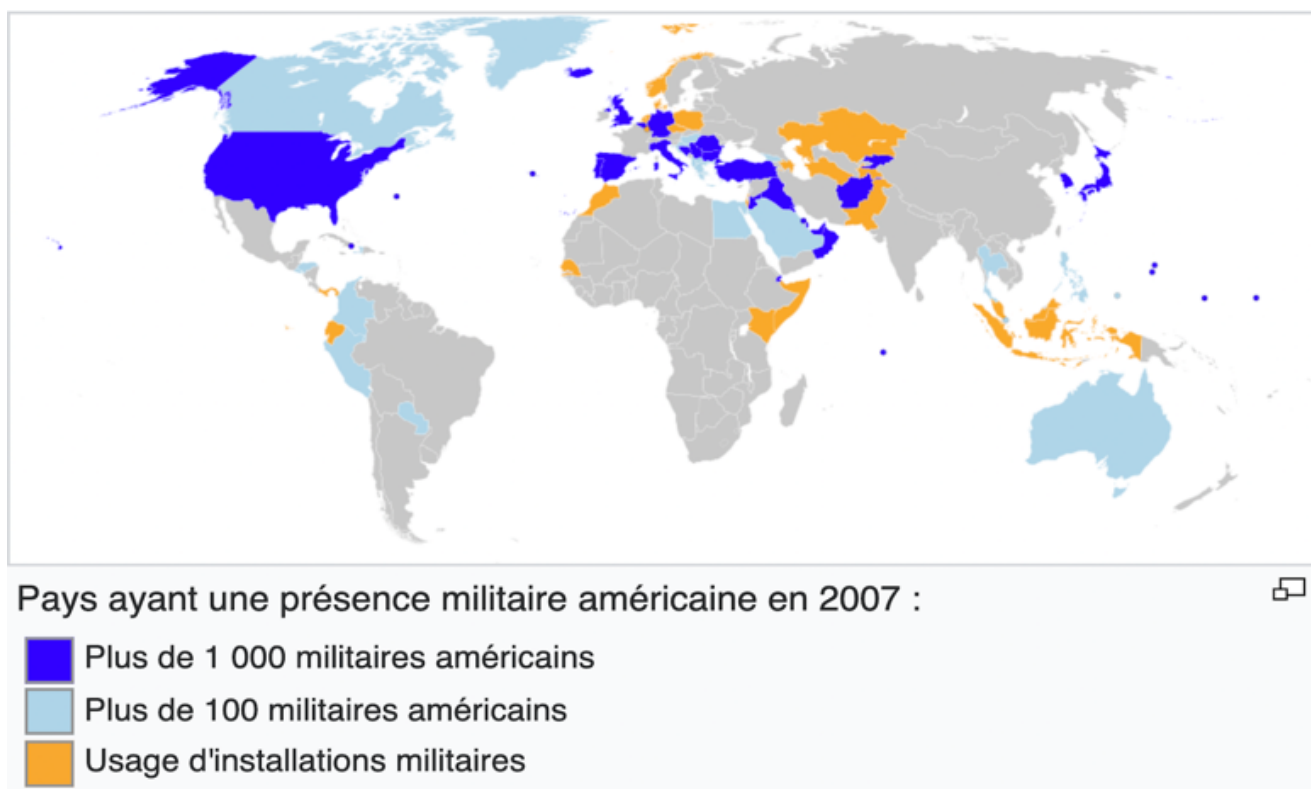 Pays ayant une présence militaire américaine en 2007 :
Plus de 1 000 militaires américains
Plus de 100 militaires américains
Usage d'installations militaires